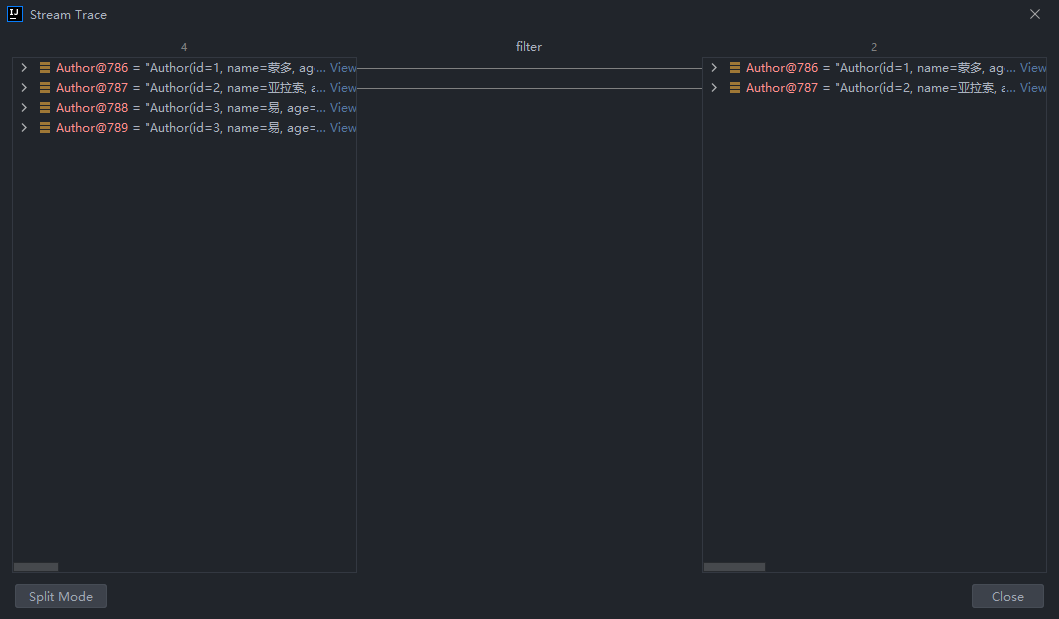 Stream Trace
4 filter 2
Author@786 = "Author(id=1, name=蒙多, ag... View Author@786 = "Author(id=1, name=蒙多, ag... View
Author@787 = "Author(id=2, name=亚拉索, a... View Author@787 = "Author(id=2, name=亚拉索, a... View
Author@788 = "Author(id=3, name=易, age=... View
Author@789 = "Author(id=3, name=易, age=... View
Split Mode Close